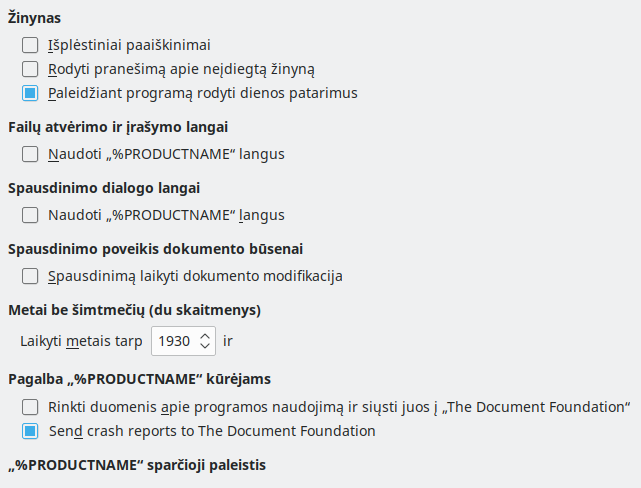 Žinynas
Išplėstiniai paaiškinimai
Rodyti pranešimą apie neįdiegtą žinyną
Paleidžiant programą rodyti dienos patarimus
Failų atvėrimo ir įrašymo langai
Naudoti „%PRODUCTNAME“ langus
Spausdinimo dialogo langai
Naudoti „%PRODUCTNAME“ langus
Spausdinimo poveikis dokumento būsenai
Spausdinimą laikyti dokumento modifikacija
Metai be šimtmečių (du skaitmenys)
Laikyti metais tarp 1930 ir
Pagalba „%PRODUCTNAME“ kūrėjams
Rinkti duomenis apie programos naudojimą ir siųsti juos į „The Document Foundation“
Send crash reports to The Document Foundation
„%PRODUCTNAME“ sparčioji paleistis